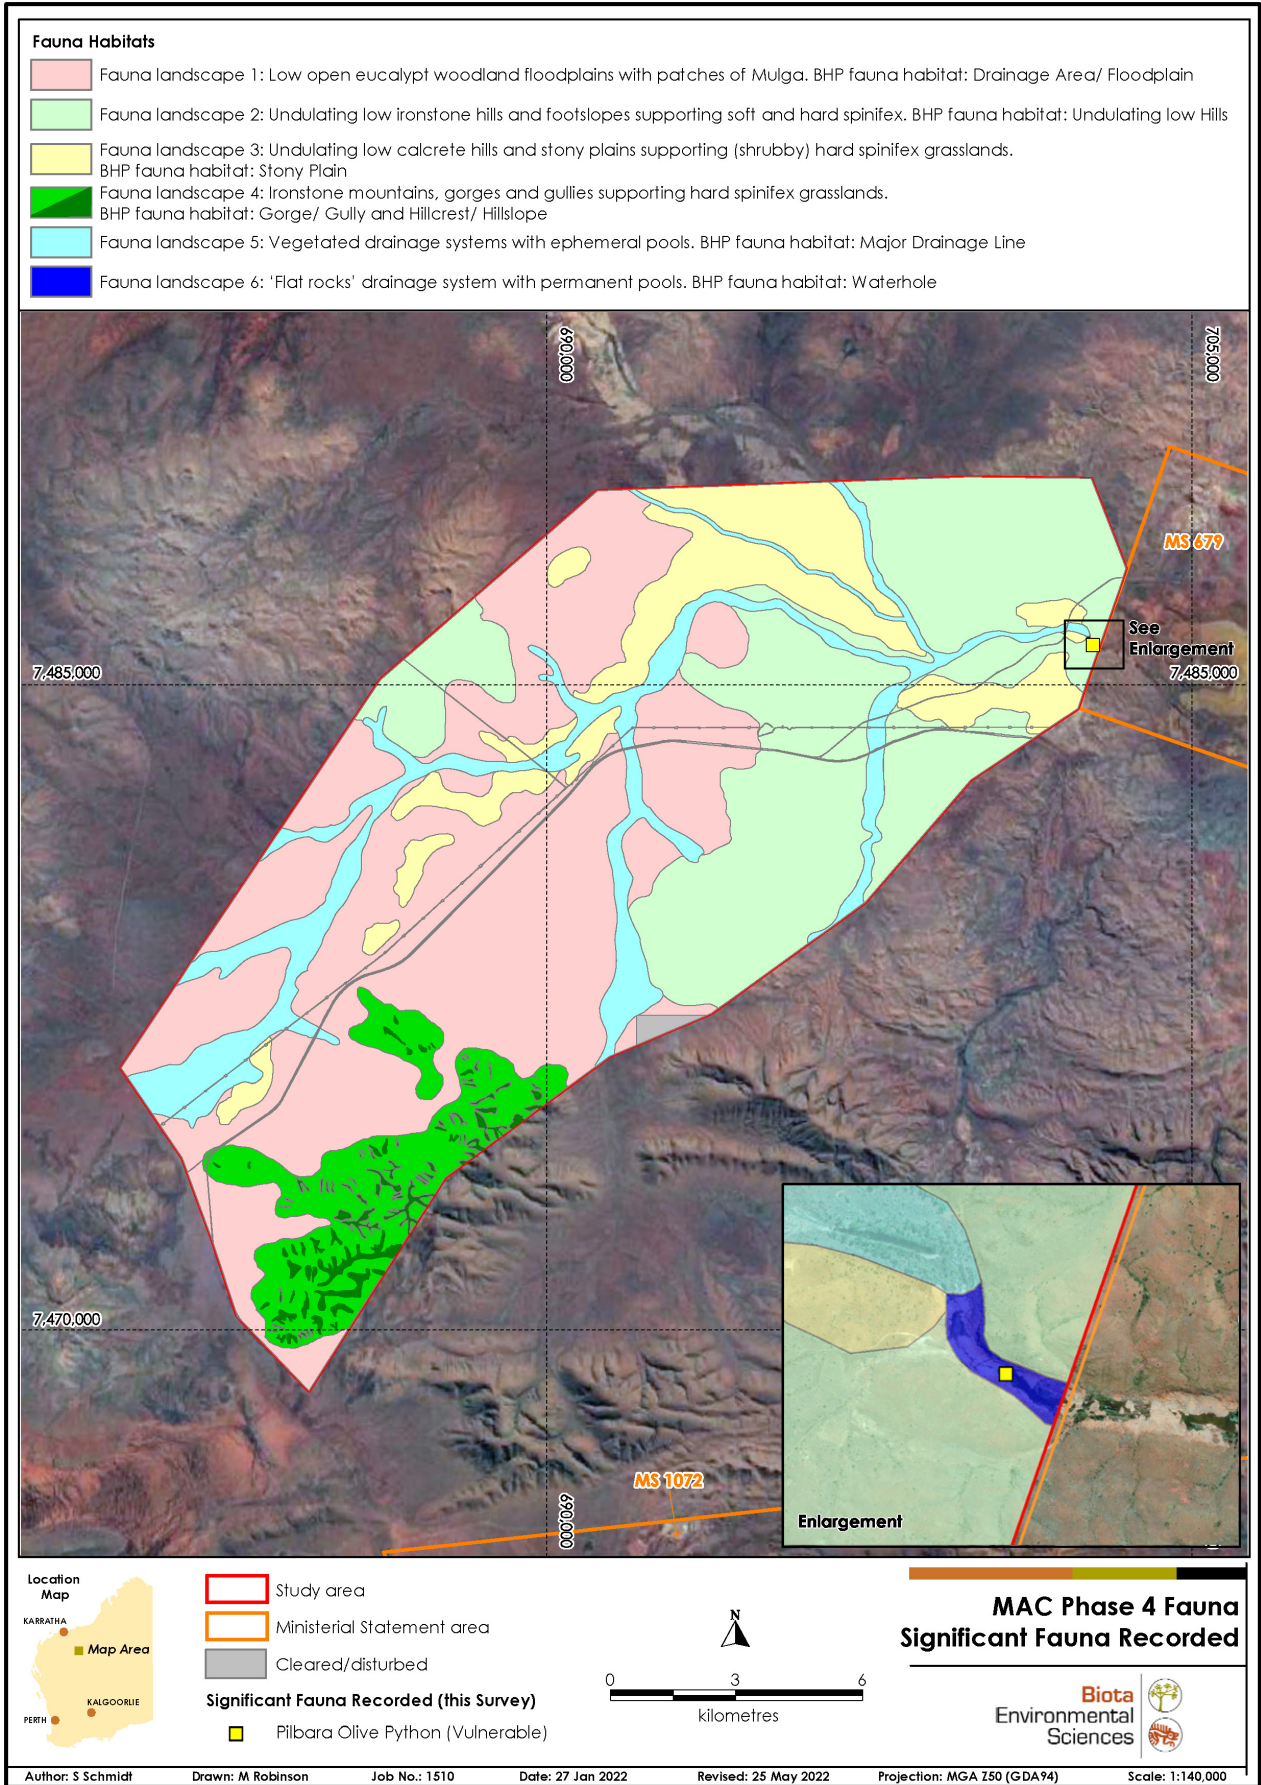 Fauna Habitats
Fauna landscape 1: Low open eucalypt woodland floodplains with patches of Mulga. BHP fauna habitat: Drainage Area/ Floodplain
Fauna landscape 2: Undulating low ironstone hills and footslopes supporting soft and hard spinifex. BHP fauna habitat: Undulating low Hills
Fauna landscape 3: Undulating low calcrete hills and stony plains supporting (shrubby) hard spinifex grasslands.
BHP fauna habitat: Stony Plain
Fauna landscape 4: Ironstone mountains, gorges and gullies supporting hard spinifex grasslands.
BHP fauna habitat: Gorge/ Gully and Hillcrest/ Hillslope
Fauna landscape 5: Vegetated drainage systems with ephemeral pools. BHP fauna habitat: Major Drainage Line
Fauna landscape 6: 'Flat rocks' drainage system with permanent pools. BHP fauna habitat: Waterhole
690,000
705,000
MS 679
See
Enlargement
7,485,000
7,485,000
7,470,000
MS 1072
690,000
Enlargement
Location
Map
KARRATHA
Map Area
KALGOORLIE
PERTH
Study area
Ministerial Statement area
Cleared/disturbed
Significant Fauna Recorded (this Survey)
Pilbara Olive Python (Vulnerable)
N
0 3 6
kilometres
MAC Phase 4 Fauna
Significant Fauna Recorded
Biota
Environmental
Sciences
Author: S Schmidt Drawn: M Robinson Job No.: 1510 Date: 27 Jan 2022 Revised: 25 May 2022 Projection: MGA Z50 (GDA94) Scale: 1:140,000